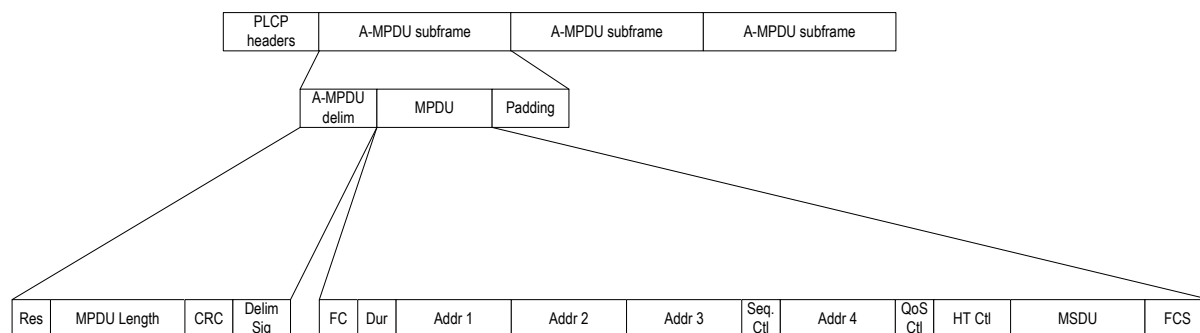 PLCP headers
A-MPDU subframe
A-MPDU subframe
A-MPDU subframe
A-MPDU delim
MPDU
Padding
Res
MPDU Length
CRC
Delim Sig
FC
Dur
Addr 1
Addr 2
Addr 3
Seq. Ctl
Addr 4
QoS Ctl
HT Ctl
MSDU
FCS